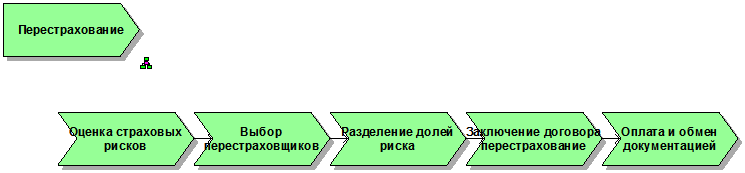 Перестрахование
Оценка страховых
рисков
Выбор
перестраховщиков
Разделение долей
риска
Заключение договора
перестрахование
Оплата и обмен
документацией